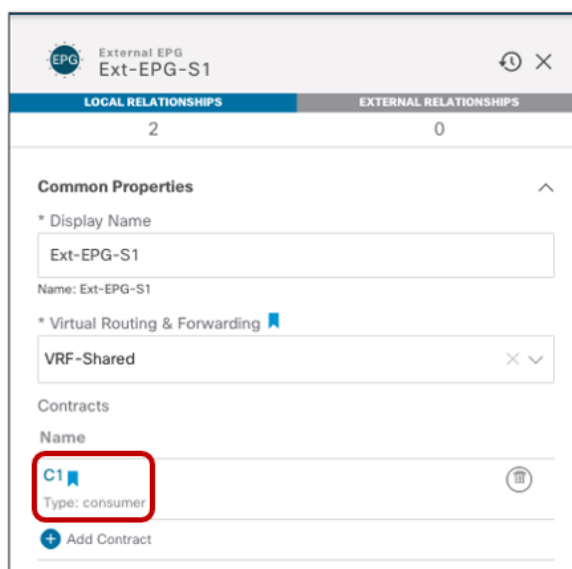 EPG
External EPG
Ext-EPG-S1
LOCAL RELATIONSHIPS
EXTERNAL RELATIONSHIPS
2
0
Common Properties
* Display Name
Ext-EPG-S1
Name: Ext-EPG-S1
* Virtual Routing & Forwarding
VRF-Shared
Contracts
Name
C1
Type: consumer
Add Contract